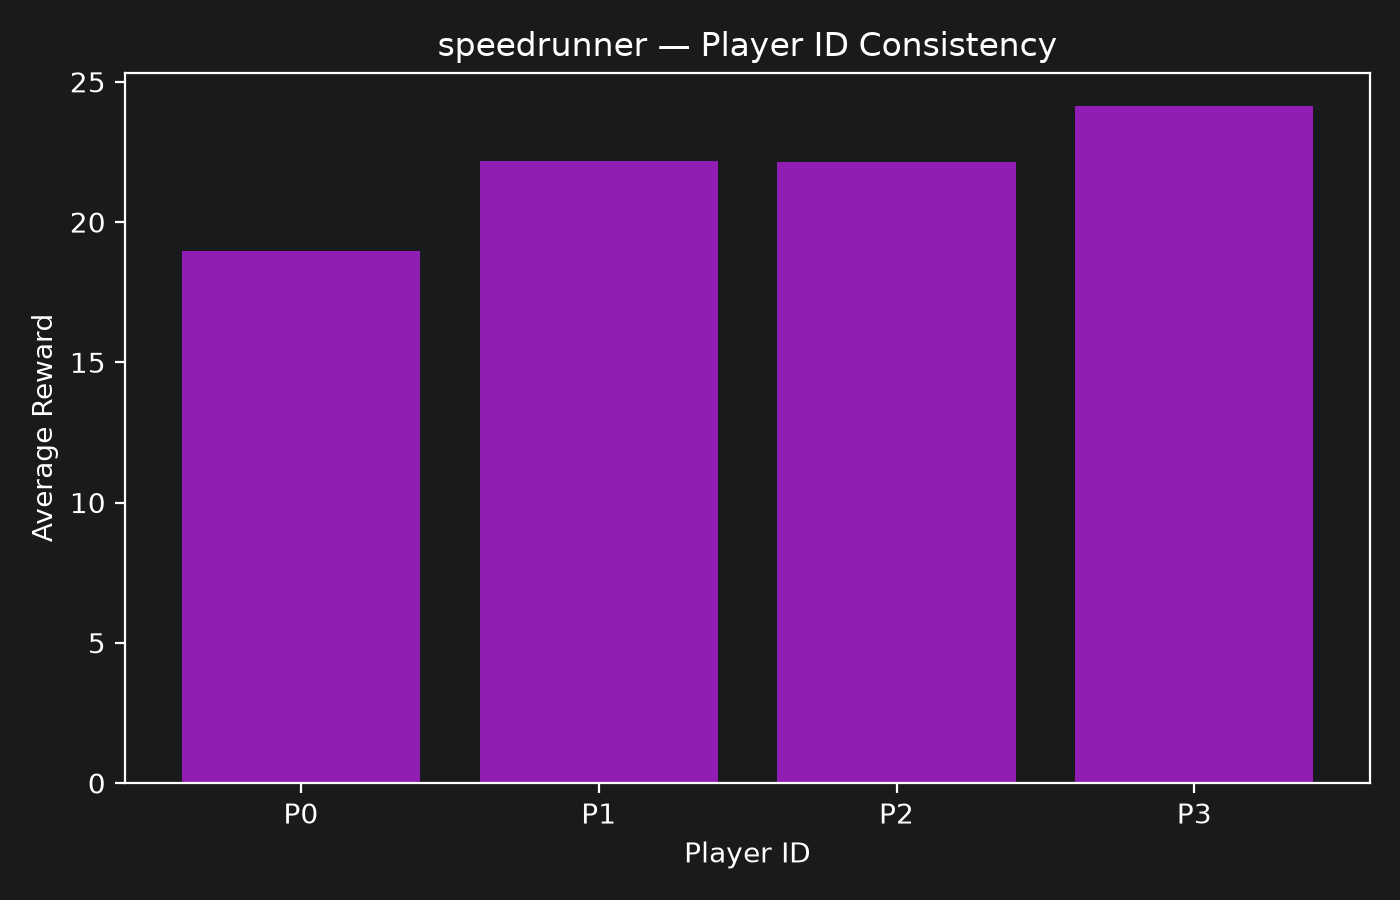 speedrunner — Player ID Consistency
25
20
15
10
5
0
Average Reward
P0 P1 P2 P3
Player ID